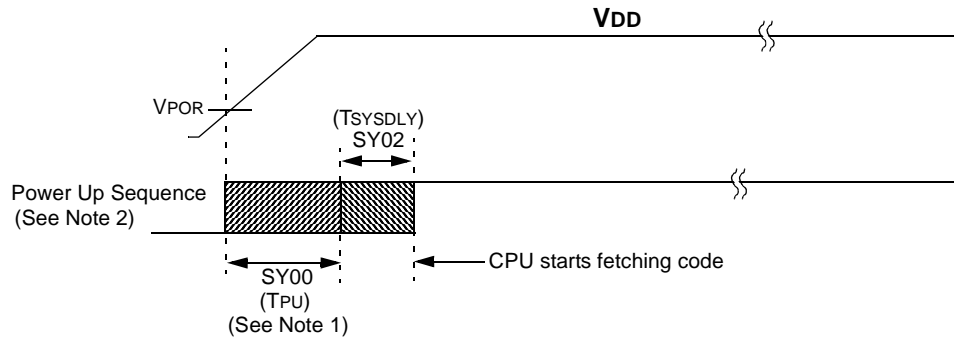 VDD
VPOR
(TSYSDLY)
SY02
Power Up Sequence
(See Note 2)
CPU starts fetching code
SY00
(TPU)
(See Note 1)